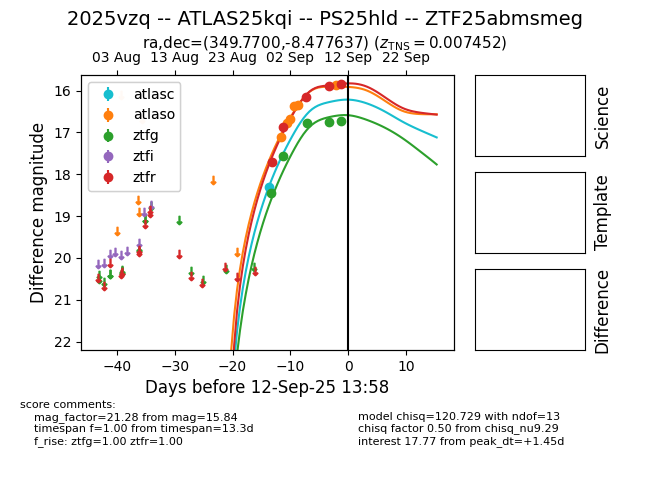 2025vzq -- ATLAS25kqi -- PS25hld -- ZTF25abmsmeg
ra,dec=(349.7700,-8.477637) (z_TNS = 0.007452)
03 Aug 13 Aug 23 Aug 02 Sep 12 Sep 22 Sep
atlasc
atlaso
ztfg
ztfi
ztfr
16
17
18
19
20
21
22
Difference magnitude
−40 −30 −20 −10 0 10
Days before 12-Sep-25 13:58
Science
Template
Difference
score comments:
mag_factor=21.28 from mag=15.84
timespan f=1.00 from timespan=13.3d
f_rise: ztfg=1.00 ztfr=1.00
model chisq=120.729 with ndof=13
chisq factor 0.50 from chisq_nu9.29
interest 17.77 from peak_dt=+1.45d